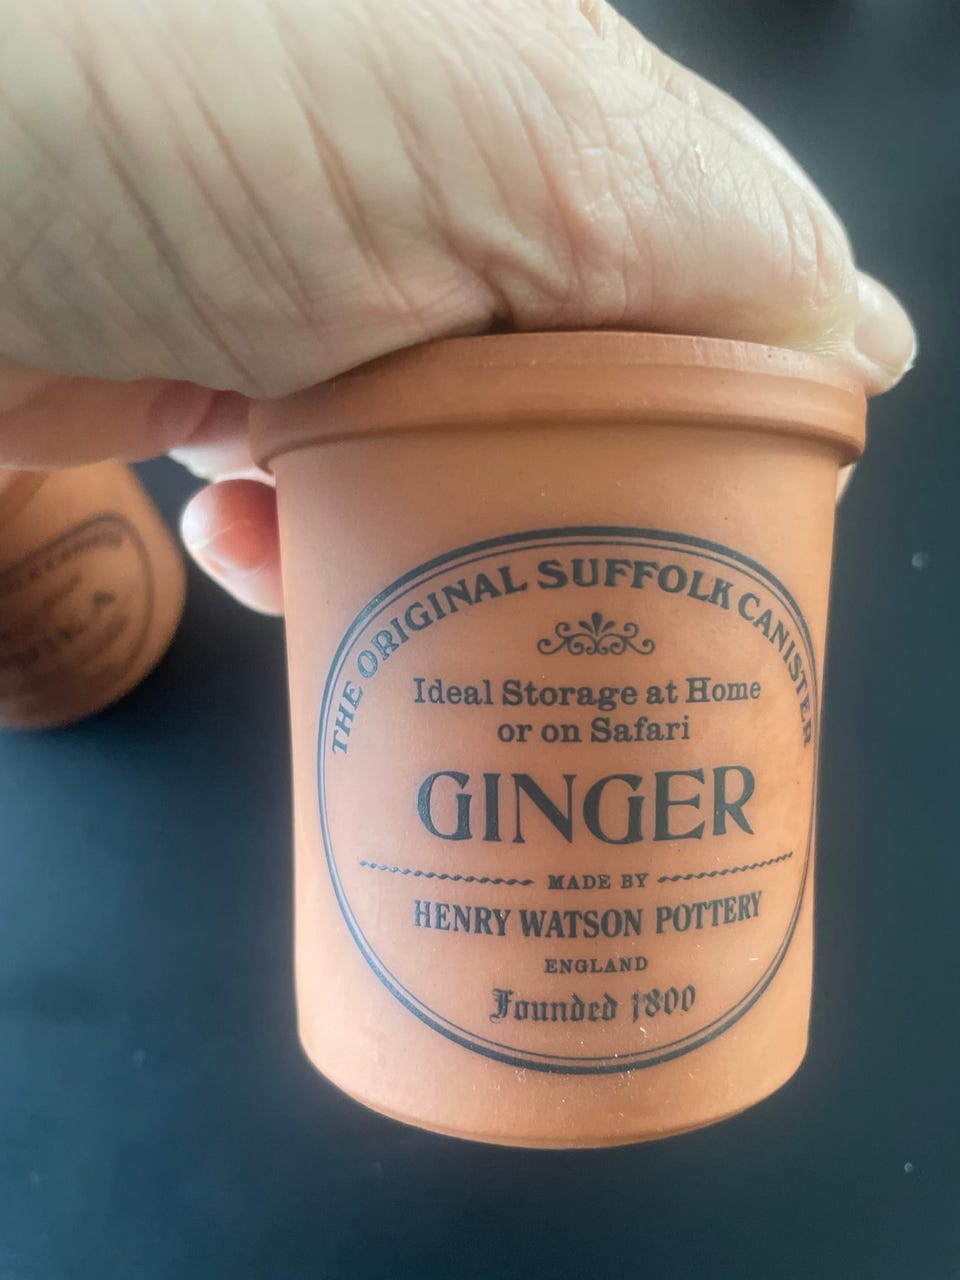 THE ORIGINAL SUFFOLK CANISTER
Ideal Storage at Home
or on Safari
GINGER
MADE BY
HENRY WATSON POTTERY
ENGLAND
Founded 1800